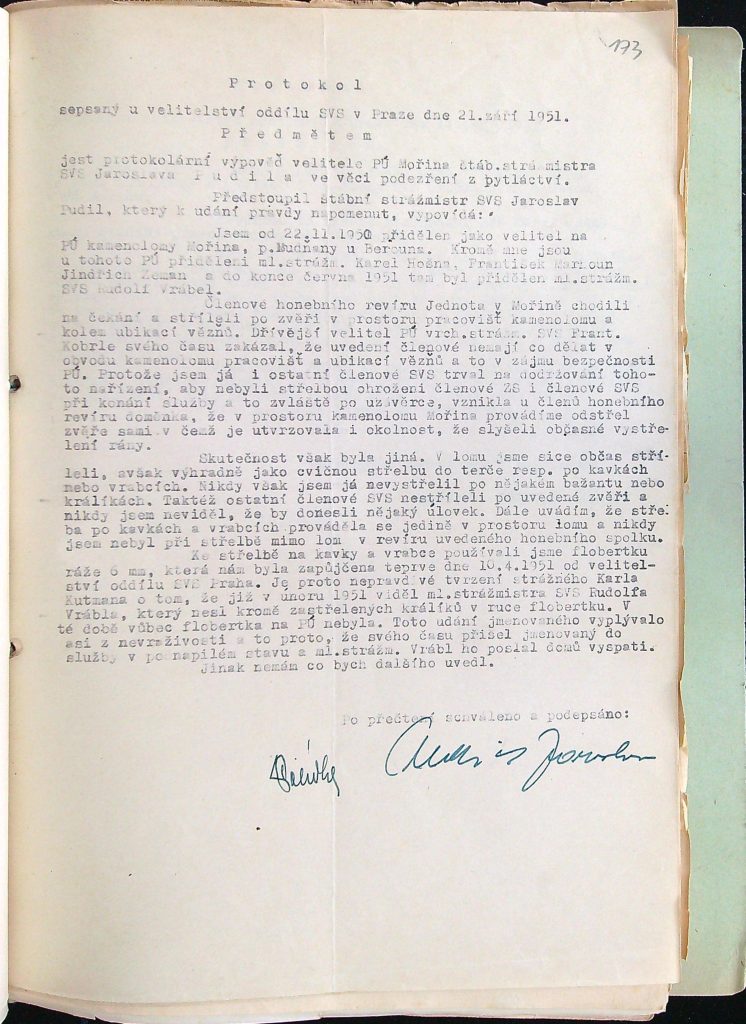 173
P r o t o k o l
sepsaný u velitelství oddílu SVS v Praze dne 21.září 1951.
P ř e d m ě t e m
jest protokolární výpověď velitele PÚ Mořina štáb.strážmistra
SVS Jaroslava P u d i l a ve věci podezření z pytláctví.
Předstoupil štábní strážmistr SVS Jaroslav
Pudil, který k udání pravdy napomenut, vypovídá:
Jsem od 22.11.1950 přidělen jako velitel na
PÚ kamenolomy Mořina, p.Mudňany u Berouna. Kromě mne jsou
u tohoto PÚ přiděleni ml.strážm. Karel Hošna, František Marhoun
Jindřich Zeman a do konce června 1951 tam byl přidělen ml.strážm.
SVS Rudolf Vrábel.
Členové honebního revíru Jednota v Mořině chodili
na čekání a stříleli po zvěři v prostoru pracovišt kamenolomu a
kolem ubikací vězňů. Dřívější velitel PÚ vrch.strážm. SVS Frant.
Kobrle svého času zakázal, že uvedení členové nemají co dělat v
obvodu kamenolomu pracovišt a ubikací vězňů a to v zájmu bezpečnosti
PÚ. Protože jsem já i ostatní členové SVS trval na dodržování toho-
to nařízení, aby nebyli střelbou ohroženi členové ZS i členové SVS
při konání služby a to zvláště po uzávěrce, vznikla u členů honebního
revíru doměnka, že v prostoru kamenolomu Mořina provádíme odstřel
zvěře sami v čemž je utvrzovala i okolnost, že slyšeli občasné vystře-
lení rány.
Skutečnost však byla jiná. V lomu jsme sice občas stří-
leli, avšak výhradně jako cvičnou střelbu do terče resp. po kavkách
nebo vrabcích. Nikdy však jsem já nevystřelil po nějakém bažantu nebo
králíkách. Taktéž ostatní členové SVS nestříleli po uvedené zvěři a
nikdy jsem neviděl, že by donesli nějaký úlovek. Dále uvádím, že střel
ba po kavkách a vrabcích prováděla se jedině v prostoru lomu a nikdy
jsem nebyl při střelbě mimo lom v revíru uvedeného honebního spolku.
Ke střelbě na kavky a vrabce používali jsme flobertku
ráže 6 mm, která nám byla zapůjčena teprve dne 10.4.1951 od velitel-
ství oddílu SVS Praha. Je proto nepravdivé tvrzení strážného Karla
Kutmana o tom, že již v únoru 1951 viděl ml.strážmistra SVS Rudolfa
Vrábla, který nesl kromě zastřelených králíků v ruce flobertku. V
té době vůbec flobertka na PÚ nebyla. Toto udání jmenovaného vyplývalo
asi z nevraživosti a to proto, že svého času přišel jmenovaný do
služby v podnapilém stavu a ml.strážm. Vrábl ho poslal domů vyspati.
Jinak nemám co bych dalšího uvedl.
Po přečtení schváleno a podepsáno: